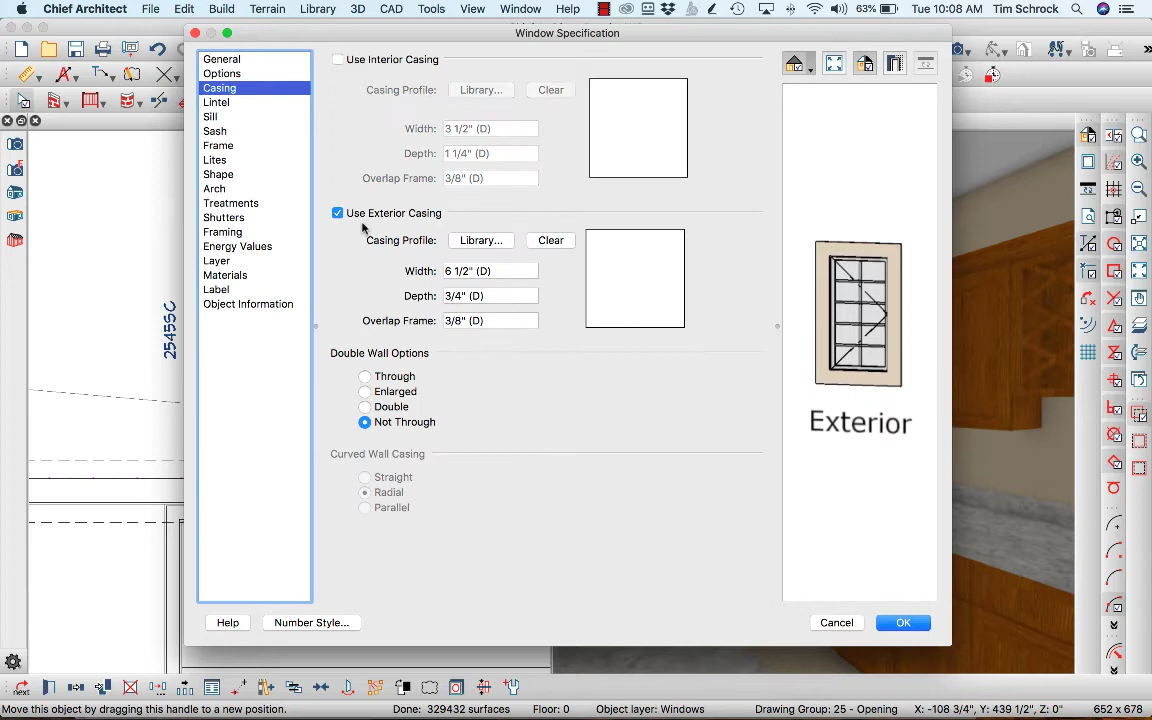 Chief Architect File Edit Build Terrain Library 3D CAD Tools View Window Help 63% Tue 10:08 AM Tim Schrock
Window Specification
General
Options
Casing
Lintel
Sill
Sash
Frame
Lites
Shape
Arch
Treatments
Shutters
Framing
Energy Values
Layer
Materials
Label
Object Information
Use Interior Casing
Casing Profile: Library... Clear
Width: 3 1/2" (D)
Depth: 1 1/4" (D)
Overlap Frame: 3/8" (D)
Use Exterior Casing
Casing Profile: Library... Clear
Width: 6 1/2" (D)
Depth: 3/4" (D)
Overlap Frame: 3/8" (D)
Double Wall Options
Through
Enlarged
Double
Not Through
Curved Wall Casing
Straight
Radial
Parallel
Exterior
2545SC
Help Number Style... Cancel OK
next
Move this object by dragging this handle to a new position. Done: 329432 surfaces Floor: 0 Object layer: Windows Drawing Group: 25 - Opening X: -108 3/4", Y: 439 1/2", Z: 0" 652 x 678